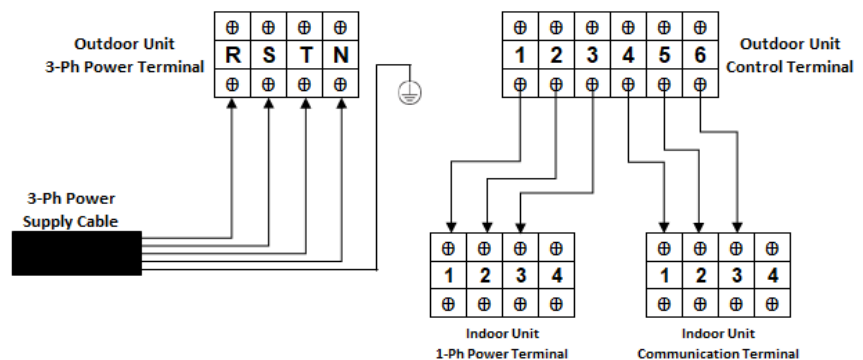 Outdoor Unit
3-Ph Power Terminal
R S T N
1 2 3 4 5 6
Outdoor Unit
Control Terminal
3-Ph Power
Supply Cable
1 2 3 4
1 2 3 4
Indoor Unit
1-Ph Power Terminal
Indoor Unit
Communication Terminal